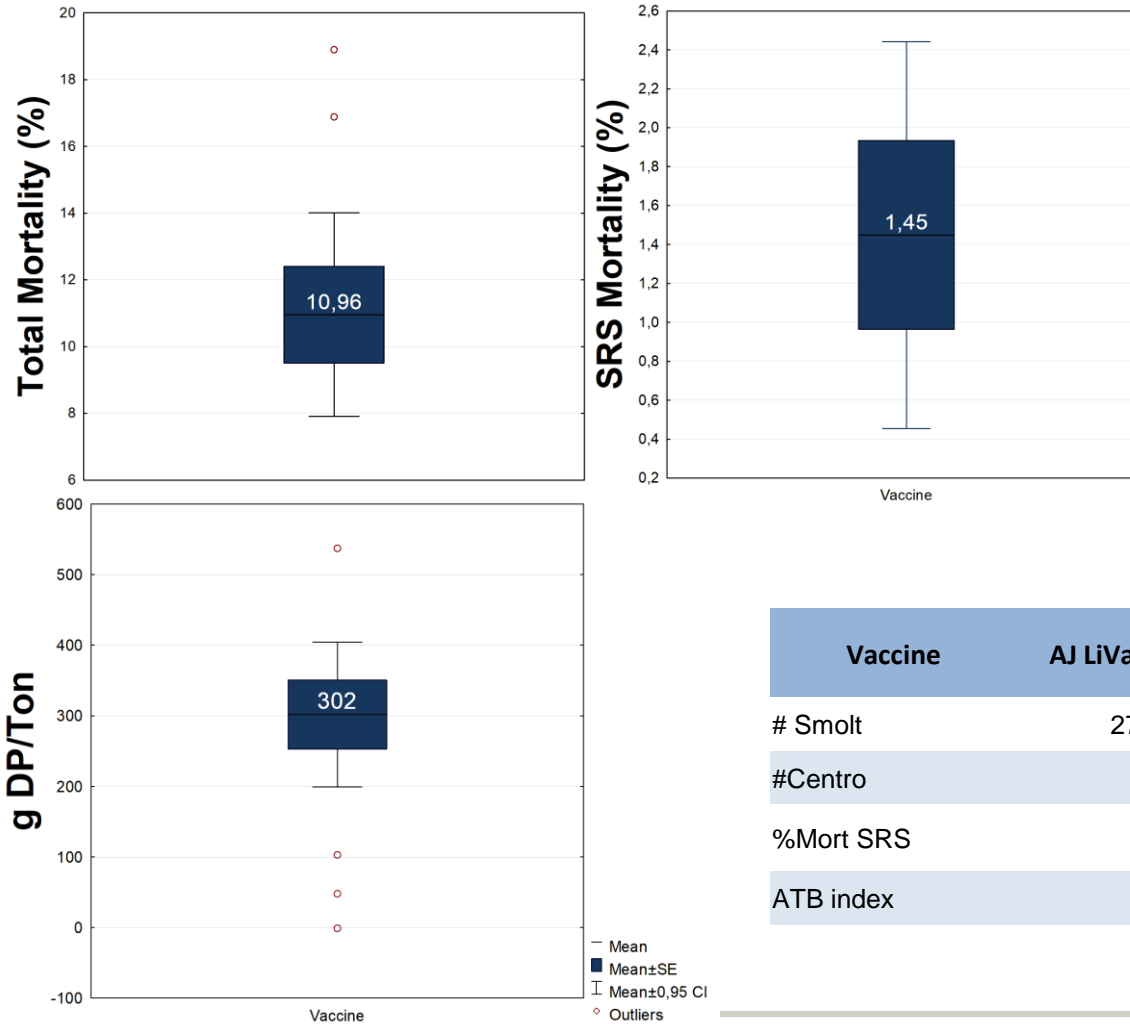 Total Mortality (%)
20
18
16
14
12
10
8
6
10,96
SRS Mortality (%)
2,6
2,4
2,2
2,0
1,8
1,6
1,4
1,2
1,0
0,8
0,6
0,4
0,2
1,45
Vaccine
g DP/Ton
600
500
400
300
200
100
0
-100
302
Vaccine
Mean
Mean±SE
Mean±0,95 CI
Outliers
Vaccine AJ LiVa
# Smolt 27
#Centro
%Mort SRS
ATB index